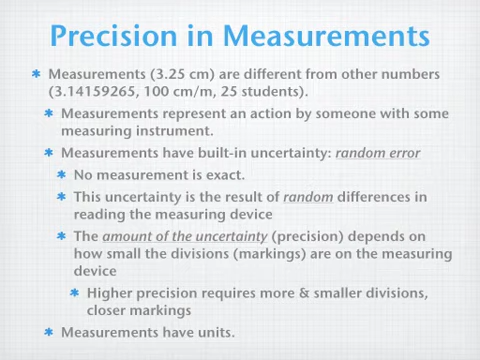 Precision in Measurements
Measurements (3.25 cm) are different from other numbers
(3.14159265, 100 cm/m, 25 students).
Measurements represent an action by someone with some
measuring instrument.
Measurements have built-in uncertainty: random error
No measurement is exact.
This uncertainty is the result of random differences in
reading the measuring device
The amount of the uncertainty (precision) depends on
how small the divisions (markings) are on the measuring
device
Higher precision requires more & smaller divisions,
closer markings
Measurements have units.